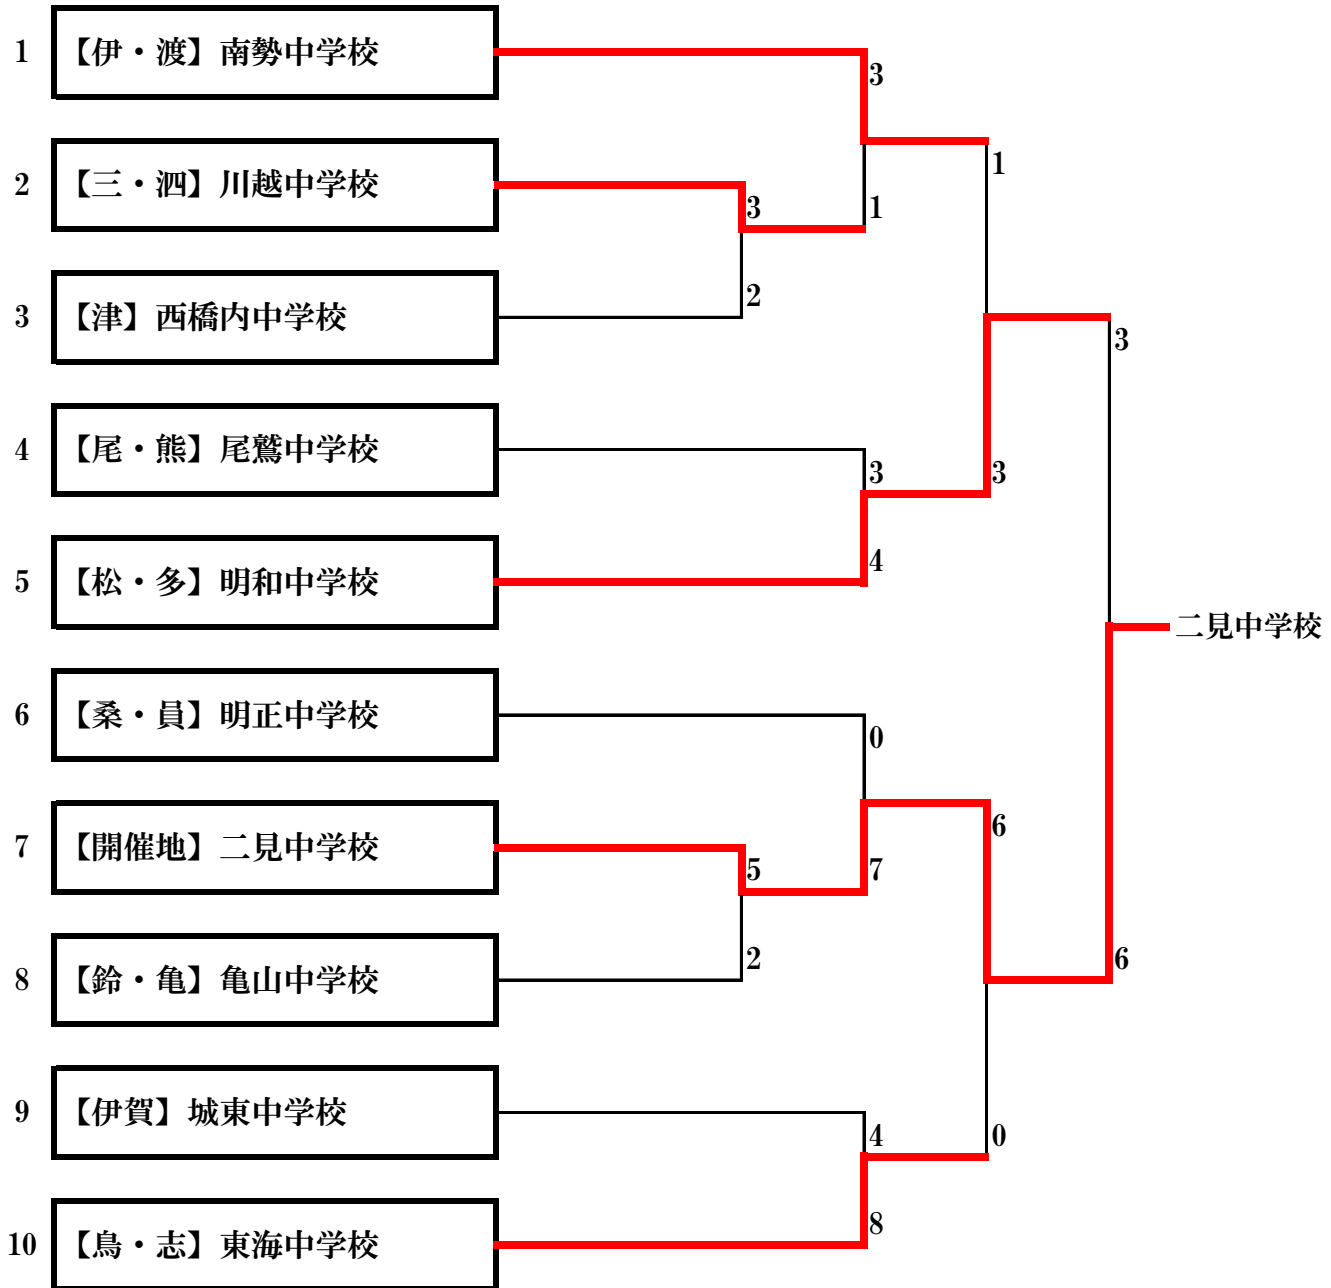 1 【伊・渡】南勢中学校
3
1
2 【三・泗】川越中学校
3
1
2
3 【津】西橋内中学校
3
4 【尾・熊】尾鷲中学校
3
3
4
5 【松・多】明和中学校
二見中学校
6 【桑・員】明正中学校
0
6
7 【開催地】二見中学校
5
7
2
6
8 【鈴・亀】亀山中学校
9 【伊賀】城東中学校
4
0
8
10 【鳥・志】東海中学校